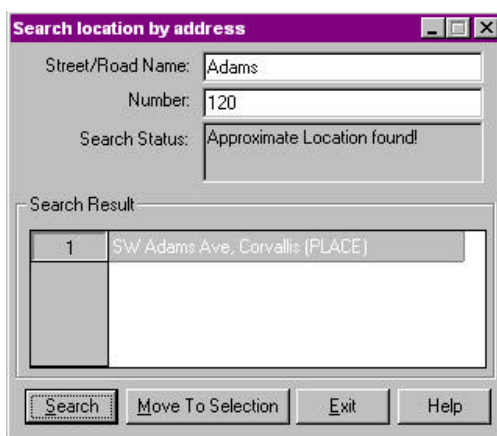 Search location by address
Street/Road Name: Adams
Number: 120
Search Status: Approximate Location found!
Search Result
1 SW Adams Ave, Corvallis (PLACE)
Search Move To Selection Exit Help